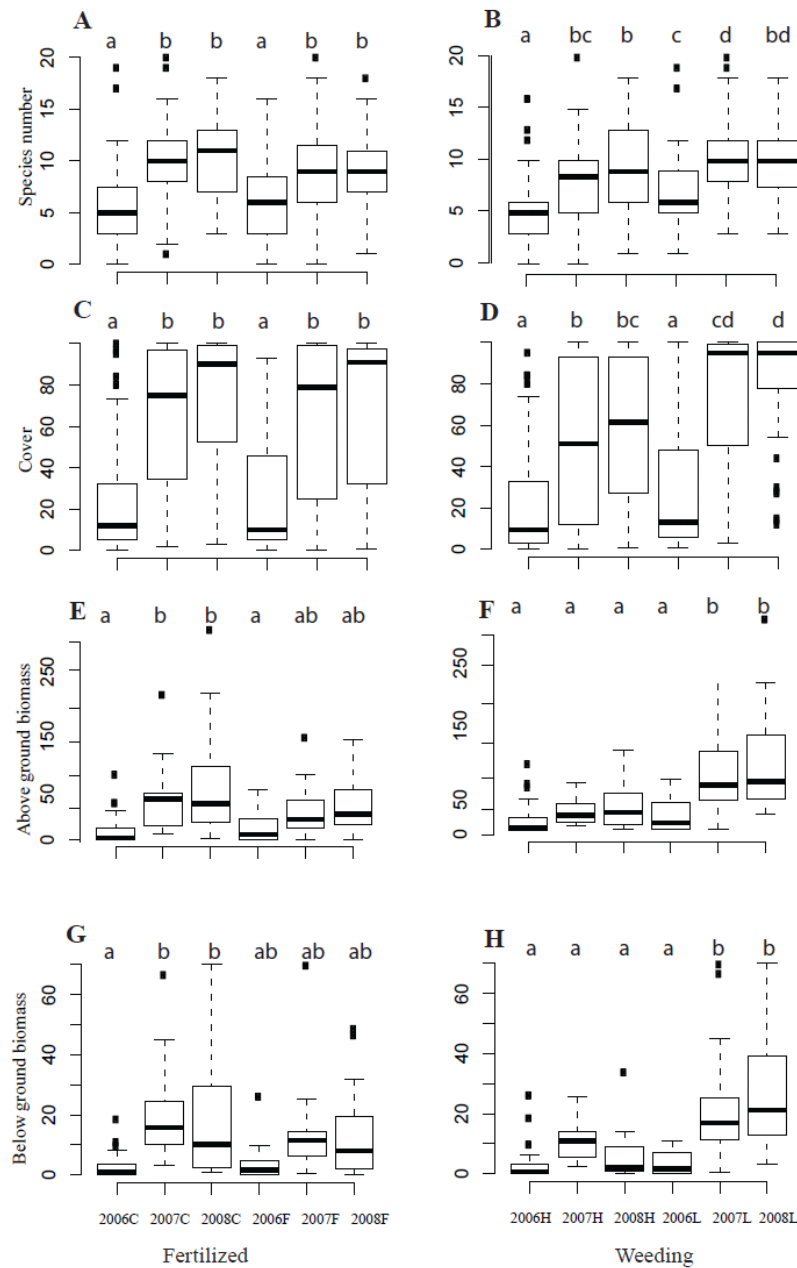 A
a b b a b b
Species number
20
15
10
5
0
B
a bc b c d bd
20
15
10
5
0
C
a b b a b b
Cover
80
60
40
20
0
D
a b bc a cd d
80
60
40
20
0
E
a b b a ab ab
Above ground biomass
250
150
50
0
F
a a a a b b
250
150
50
0
G
a b b ab ab ab
Below ground biomass
60
40
20
0
2006C 2007C 2008C 2006F 2007F 2008F
Fertilized
H
a a a a b b
60
40
20
0
2006H 2007H 2008H 2006L 2007L 2008L
Weeding